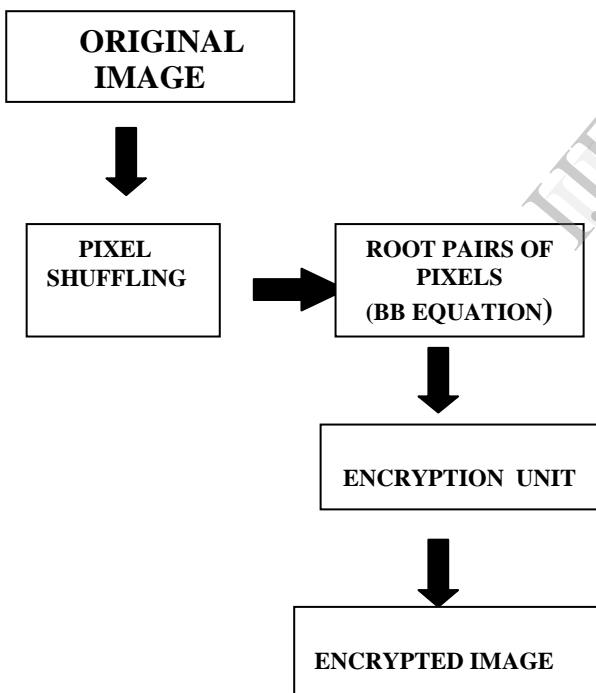 ORIGINAL
IMAGE
PIXEL
SHUFFLING
ROOT PAIRS OF
PIXELS
(BB EQUATION)
ENCRYPTION UNIT
ENCRYPTED IMAGE